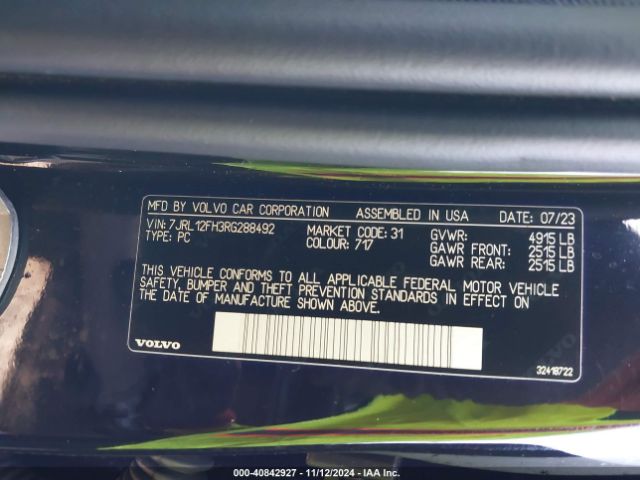 MFD BY VOLVO CAR CORPORATION ASSEMBLED IN USA DATE: 07/23
VIN: 7JRL12FH3RG288492 MARKET CODE: 31 GVWR: 4915 LB
TYPE: PC COLOUR: 717 GAWR FRONT: 2515 LB
GAWR REAR: 2515 LB
THIS VEHICLE CONFORMS TO ALL APPLICABLE FEDERAL MOTOR VEHICLE
SAFETY, BUMPER AND THEFT PREVENTION STANDARDS IN EFFECT ON
THE DATE OF MANUFACTURE SHOWN ABOVE.
VOLVO
32418722
000-40842927 - 11/12/2024 - IAA Inc.